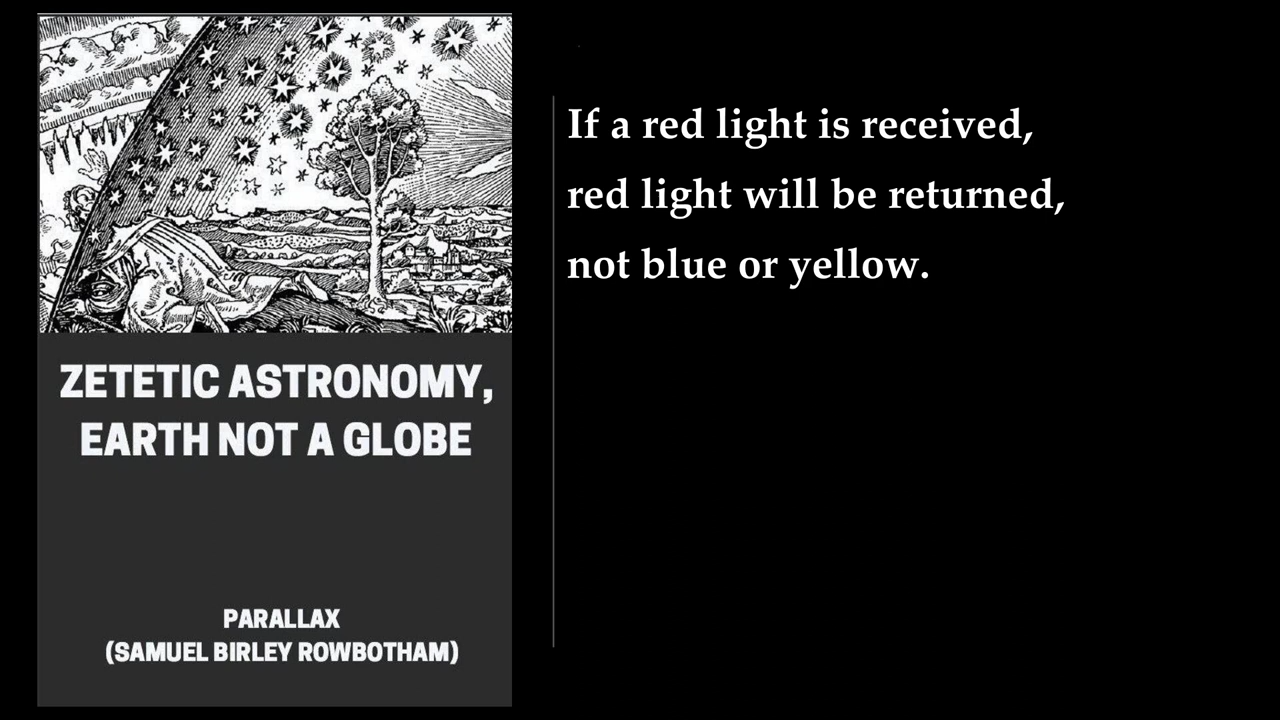 ZETETIC ASTRONOMY,
EARTH NOT A GLOBE
PARALLAX
(SAMUEL BIRLEY ROWBOTHAM)
If a red light is received,
red light will be returned,
not blue or yellow.